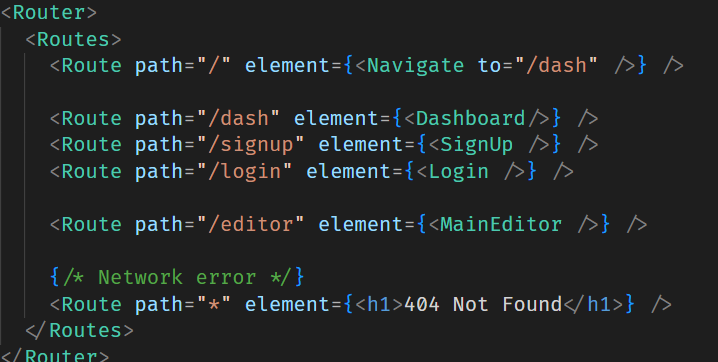 <Router>
<Routes>
<Route path="/" element={<Navigate to="/dash" />} />
<Route path="/dash" element={<Dashboard/>} />
<Route path="/signup" element={<SignUp />} />
<Route path="/login" element={<Login />} />
<Route path="/editor" element={<MainEditor />} />
{/* Network error */}
<Route path="*" element={<h1>404 Not Found</h1>} />
</Routes>
</Router>